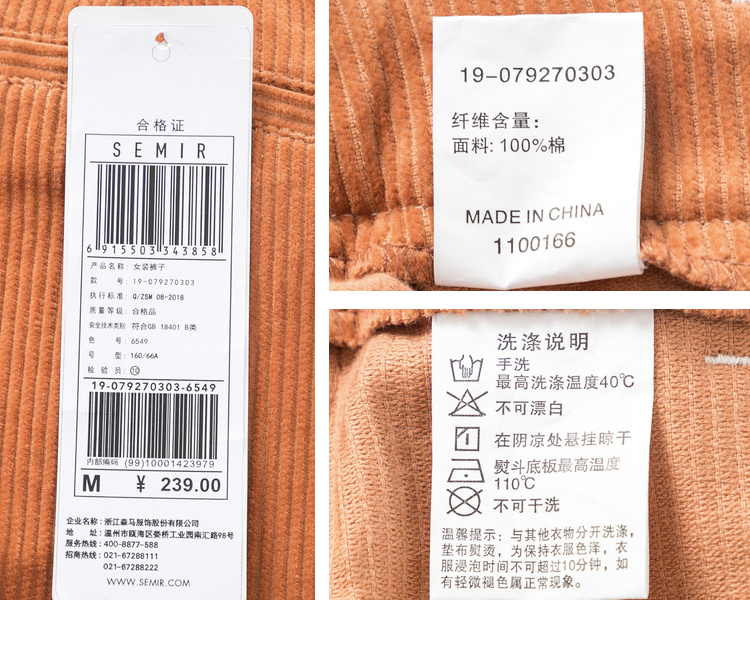 合格证
SEMIR
6 915503 343858
产品名称: 女装裤子
款 号: 19-079270303
执行标准: Q/ZSM 08-2018
质量等级: 合格品
安全技术类别 符合GB 18401 B类
色 号: 6549
号 型: 160/66A
检 验 员: ⑩
19-079270303-6549
内部编码 (99)10001423979
M ¥ 239.00
企业名称: 浙江森马服饰股份有限公司
地 址: 温州市瓯海区娄桥工业园南汇路98号
服务热线: 400-8877-588
招商热线: 021-67288111
021-67288222
WWW.SEMIR.COM
19-079270303
纤维含量:
面料: 100%棉
MADE IN CHINA
1100166
洗涤说明
手洗
最高洗涤温度40℃
不可漂白
在阴凉处悬挂晾干
熨斗底板最高温度
110℃
不可干洗
温馨提示: 与其他衣物分开洗涤,
垫布熨烫, 为保持衣服色泽, 衣
服浸泡时间不可超过10分钟, 如
有轻微褪色属正常现象。